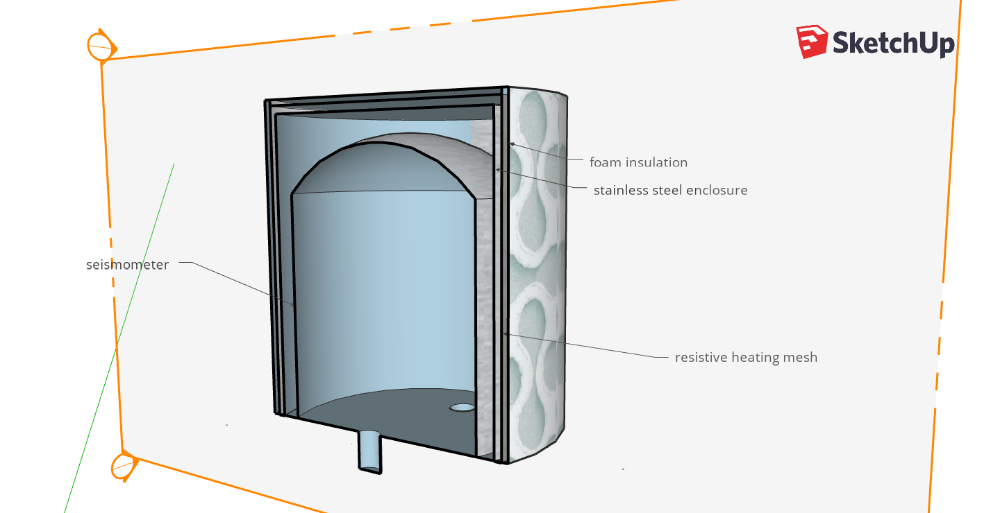 SketchUp
foam insulation
stainless steel enclosure
seismometer
resistive heating mesh